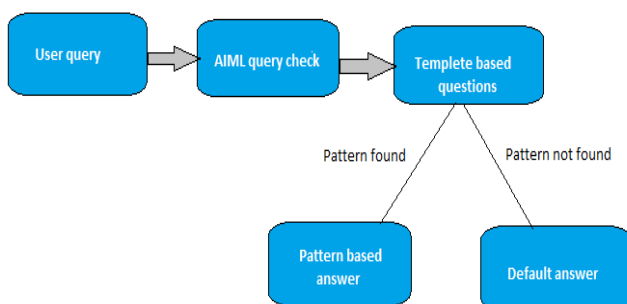 User query
AIML query check
Templete based
questions
Pattern found
Pattern not found
Pattern based
answer
Default answer